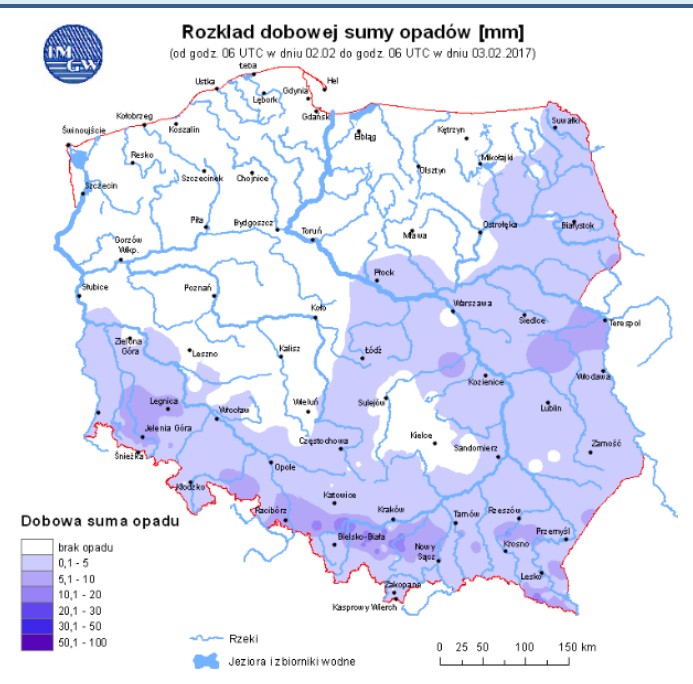 Rozkład dobowej sumy opadów [mm]
(od godz. 06 UTC w dniu 02.02 do godz. 06 UTC w dniu 03.02.2017)
IM
GW
Łeba
Hel
Ustka
Gdynia
Lębork
Gdańsk
Suwałki
Kołobrzeg
Koszalin
Elbląg
Kętrzyn
Świnoujście
Resko
Mikołajki
Szczecinek
Chojnice
Olsztyn
Szczecin
Piła
Bydgoszcz
Toruń
Mława
Ostrołęka
Białystok
Gorzów
Wlkp.
Płock
Słubice
Poznań
Koło
Warszawa
Siedlce
Terespol
Zielona
Góra
Leszno
Kalisz
Łódź
Kozienice
Włodawa
Legnica
Wrocław
Wieluń
Sulejów
Lublin
Jelenia Góra
Częstochowa
Kielce
Sandomierz
Zamość
Śnieżka
Opole
Kłodzko
Katowice
Racibórz
Kraków
Tarnów
Rzeszów
Przemyśl
Bielsko-Biała
Nowy
Sącz
Krosno
Lesko
Zakopane
Kasprowy Wierch
Dobowa suma opadu
brak opadu
0,1 - 5
5,1 - 10
10,1 - 20
20,1 - 30
30,1 - 50
50,1 - 100
Rzeki
Jeziora i zbiorniki wodne
0 25 50 100 150 km